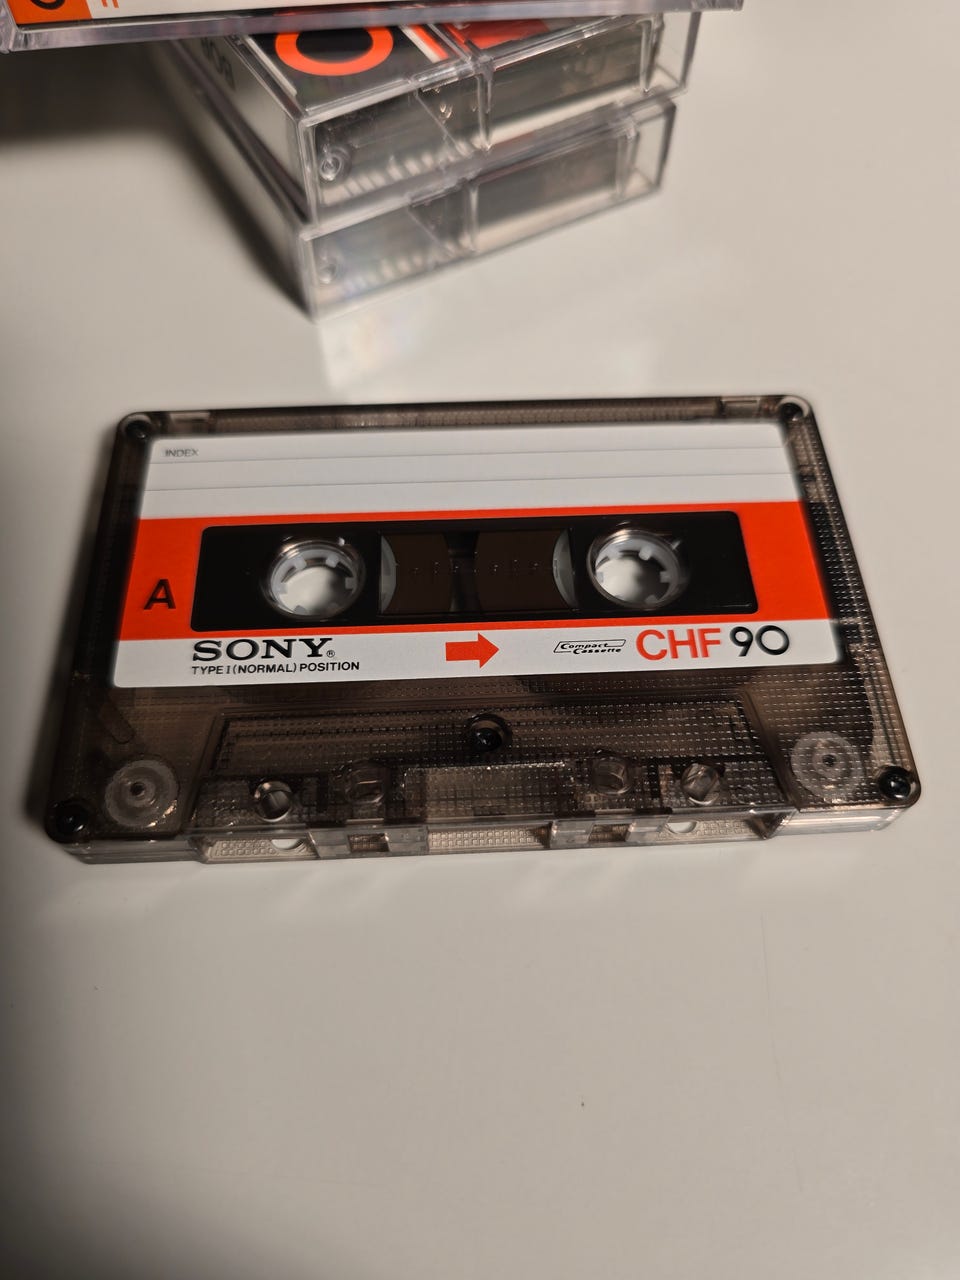 INDEX
A
SONY®
TYPE I (NORMAL) POSITION
Compact
Cassette
CHF 90